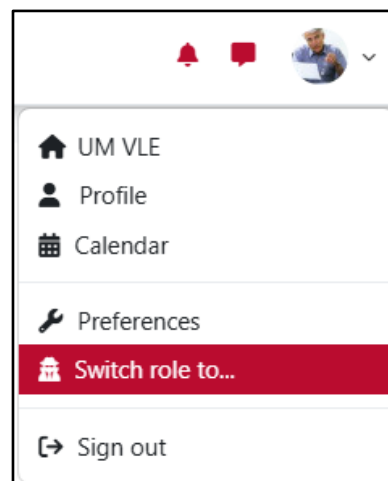 UM VLE
Profile
Calendar
Preferences
Switch role to...
Sign out